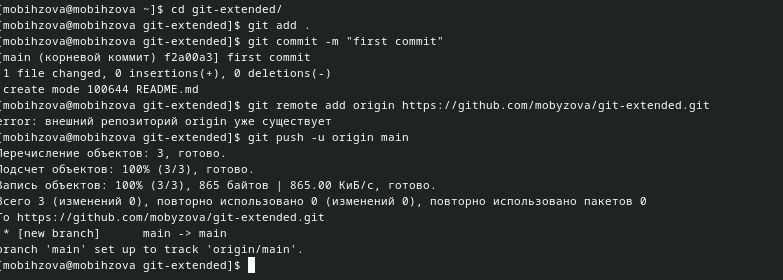 [mobihzova@mobihzova ~]$ cd git-extended/
[mobihzova@mobihzova git-extended]$ git add .
[mobihzova@mobihzova git-extended]$ git commit -m "first commit"
[main (корневой коммит) f2a00a3] first commit
1 file changed, 0 insertions(+), 0 deletions(-)
create mode 100644 README.md
[mobihzova@mobihzova git-extended]$ git remote add origin https://github.com/mobyzova/git-extended.git
error: внешний репозиторий origin уже существует
[mobihzova@mobihzova git-extended]$ git push -u origin main
Перечисление объектов: 3, готово.
Подсчет объектов: 100% (3/3), готово.
Запись объектов: 100% (3/3), 865 байтов | 865.00 КиБ/с, готово.
Всего 3 (изменений 0), повторно использовано 0 (изменений 0), повторно использовано пакетов 0
To https://github.com/mobyzova/git-extended.git
* [new branch] main -> main
branch 'main' set up to track 'origin/main'.
[mobihzova@mobihzova git-extended]$